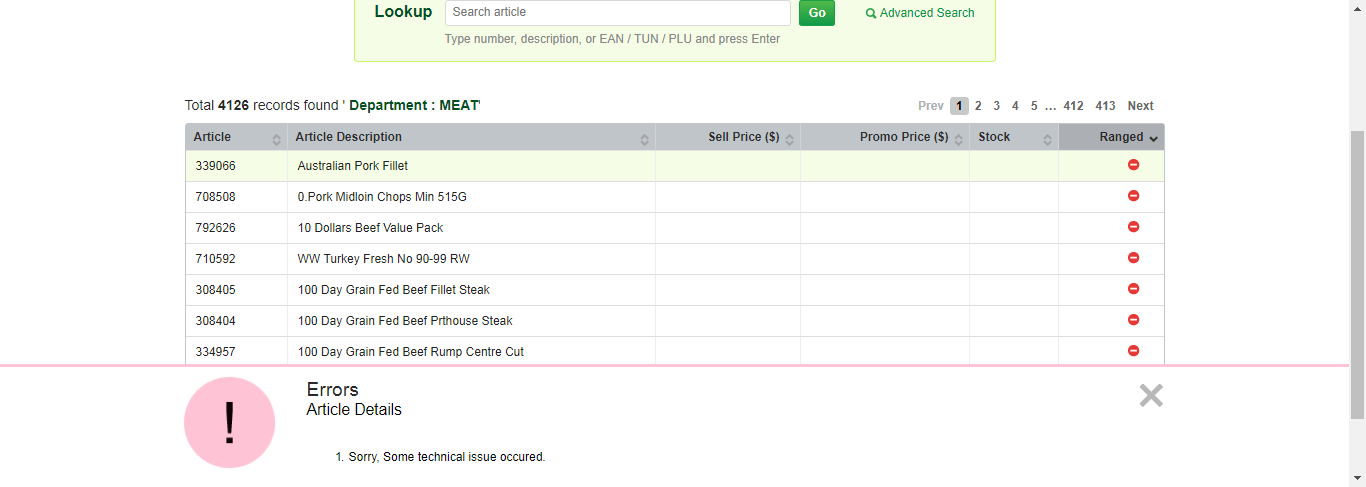 Lookup Search article Go Advanced Search
Type number, description, or EAN / TUN / PLU and press Enter
Total 4126 records found ' Department : MEAT' Prev 1 2 3 4 5 ... 412 413 Next
Article Article Description Sell Price ($) Promo Price ($) Stock Ranged
339066 Australian Pork Fillet
708508 0.Pork Midloin Chops Min 515G
792626 10 Dollars Beef Value Pack
710592 WW Turkey Fresh No 90-99 RW
308405 100 Day Grain Fed Beef Fillet Steak
308404 100 Day Grain Fed Beef Prthouse Steak
334957 100 Day Grain Fed Beef Rump Centre Cut
!
Errors
Article Details
1. Sorry, Some technical issue occured.